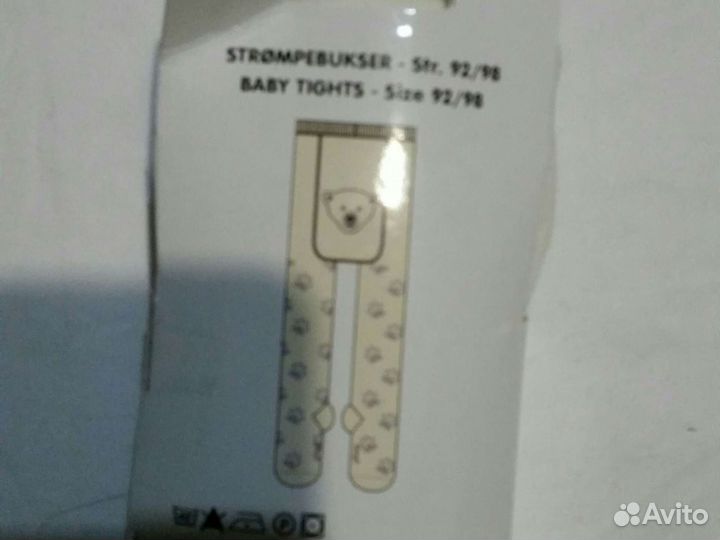 STRØMPEBUKSER - Str. 92/98
BABY TIGHTS - Size 92/98
Avito